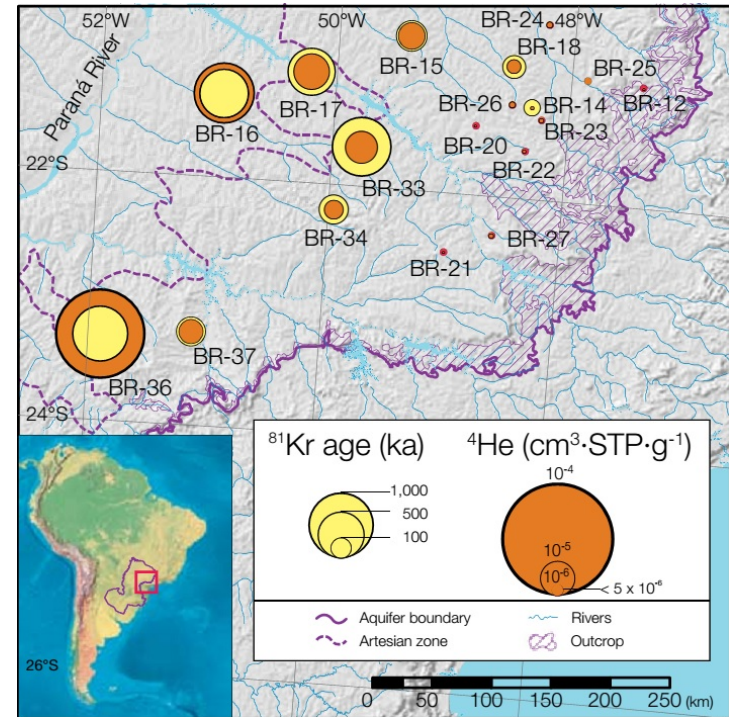 52°W
50°W
BR-24
48°W
BR-18
BR-15
BR-25
BR-17
Paraná River
BR-16
BR-26
BR-14
BR-12
BR-23
BR-20
BR-22
22°S
BR-33
BR-34
BR-27
BR-21
BR-37
BR-36
24°S
⁸¹Kr age (ka)
⁴He (cm³·STP·g⁻¹)
1,000
500
100
10⁻⁴
10⁻⁵
10⁻⁶
< 5 x 10⁻⁶
Aquifer boundary
Rivers
Artesian zone
Outcrop
26°S
0 50 100 150 200 250 (km)